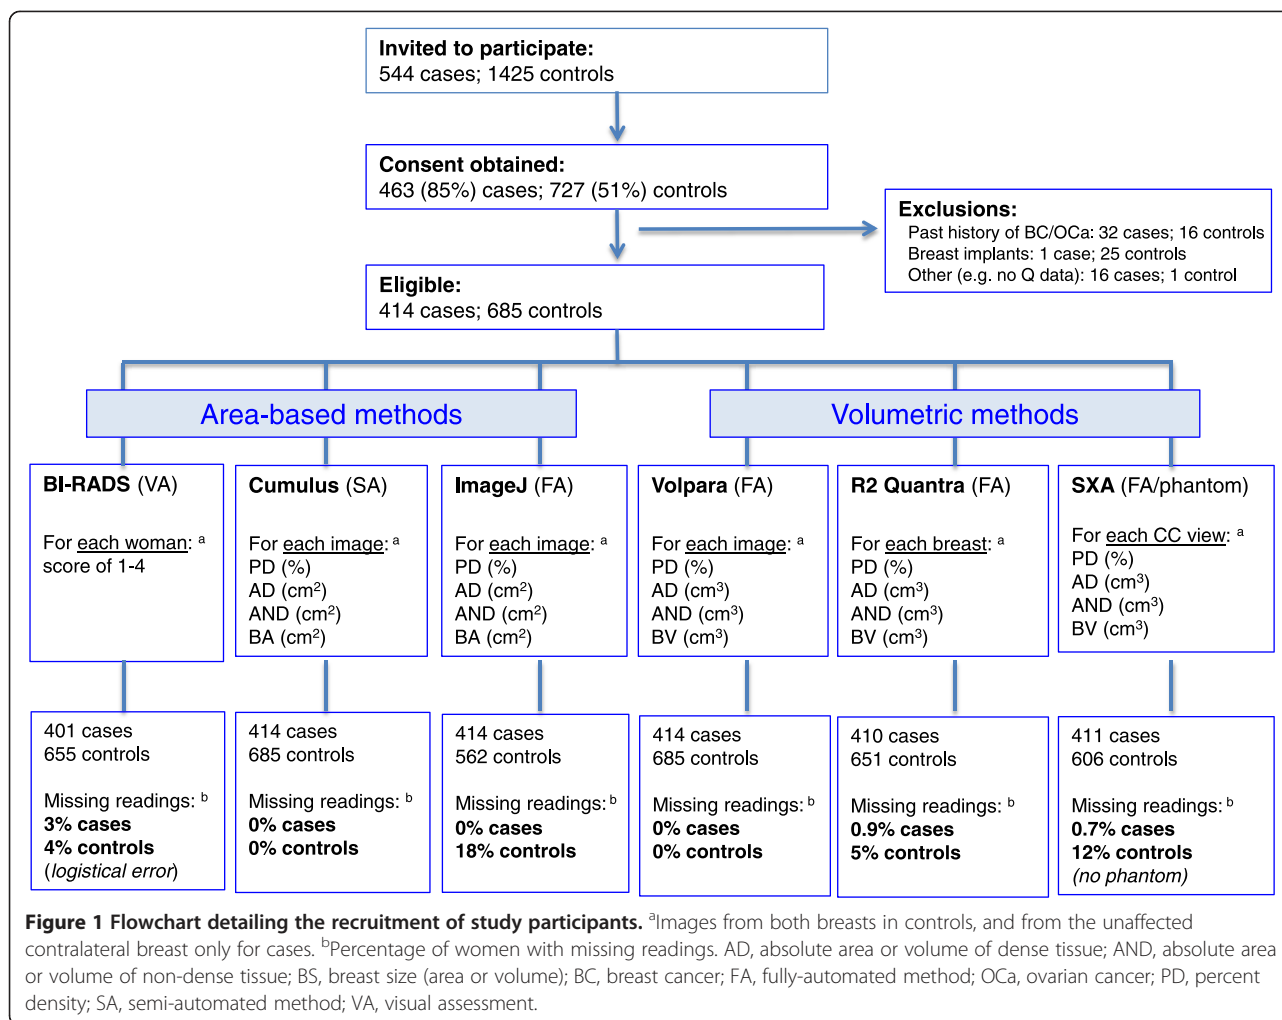 Invited to participate:
544 cases; 1425 controls
Consent obtained:
463 (85%) cases; 727 (51%) controls
Exclusions:
Past history of BC/OCa: 32 cases; 16 controls
Breast implants: 1 case; 25 controls
Other (e.g. no Q data): 16 cases; 1 control
Eligible:
414 cases; 685 controls
Area-based methods
Volumetric methods
BI-RADS (VA)
For each woman: a
score of 1-4
Cumulus (SA)
For each image: a
PD (%)
AD (cm²)
AND (cm²)
BA (cm²)
ImageJ (FA)
For each image: a
PD (%)
AD (cm²)
AND (cm²)
BA (cm²)
Volpara (FA)
For each image: a
PD (%)
AD (cm³)
AND (cm³)
BV (cm³)
R2 Quantra (FA)
For each breast: a
PD (%)
AD (cm³)
AND (cm³)
BV (cm³)
SXA (FA/phantom)
For each CC view: a
PD (%)
AD (cm³)
AND (cm³)
BV (cm³)
401 cases
655 controls
Missing readings: b
3% cases
4% controls
(logistical error)
414 cases
685 controls
Missing readings: b
0% cases
0% controls
414 cases
562 controls
Missing readings: b
0% cases
18% controls
414 cases
685 controls
Missing readings: b
0% cases
0% controls
410 cases
651 controls
Missing readings: b
0.9% cases
5% controls
411 cases
606 controls
Missing readings: b
0.7% cases
12% controls
(no phantom)
Figure 1 Flowchart detailing the recruitment of study participants. aImages from both breasts in controls, and from the unaffected
contralateral breast only for cases. bPercentage of women with missing readings. AD, absolute area or volume of dense tissue; AND, absolute area
or volume of non-dense tissue; BS, breast size (area or volume); BC, breast cancer; FA, fully-automated method; OCa, ovarian cancer; PD, percent
density; SA, semi-automated method; VA, visual assessment.